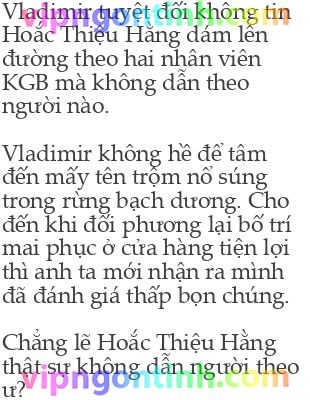 Vladimir tuyệt đối không tin
Hoắc Thiệu Hằng dám lên
đường theo hai nhân viên
KGB mà không dẫn theo
người nào.
Vladimir không hề để tâm
đến mấy tên trộm nổ súng
trong rừng bạch dương. Cho
đến khi đối phương lại bố trí
mai phục ở cửa hàng tiện lợi
thì anh ta mới nhận ra mình
đã đánh giá thấp bọn chúng.
Chẳng lẽ Hoắc Thiệu Hằng
thật sự không dẫn người theo
ư?
vipngontinh.com
vipngontinh.com